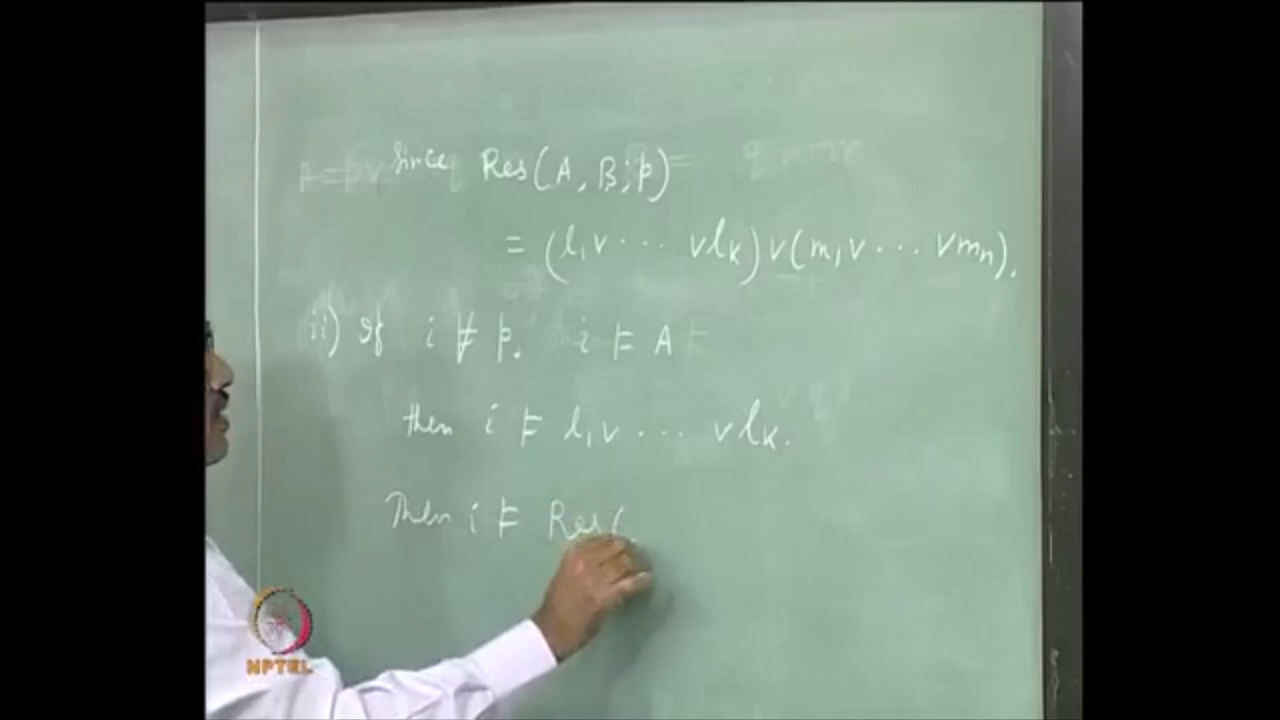 Since Res(A, B; p)
= (l₁ ∨ ··· ∨ lₖ) ∨ (m₁ ∨ ··· ∨ mₙ).
ii) If i ⊭ p. i ⊨ A
then i ⊨ l₁ ∨ ··· ∨ lₖ.
Then i ⊨ Res(
NPTEL